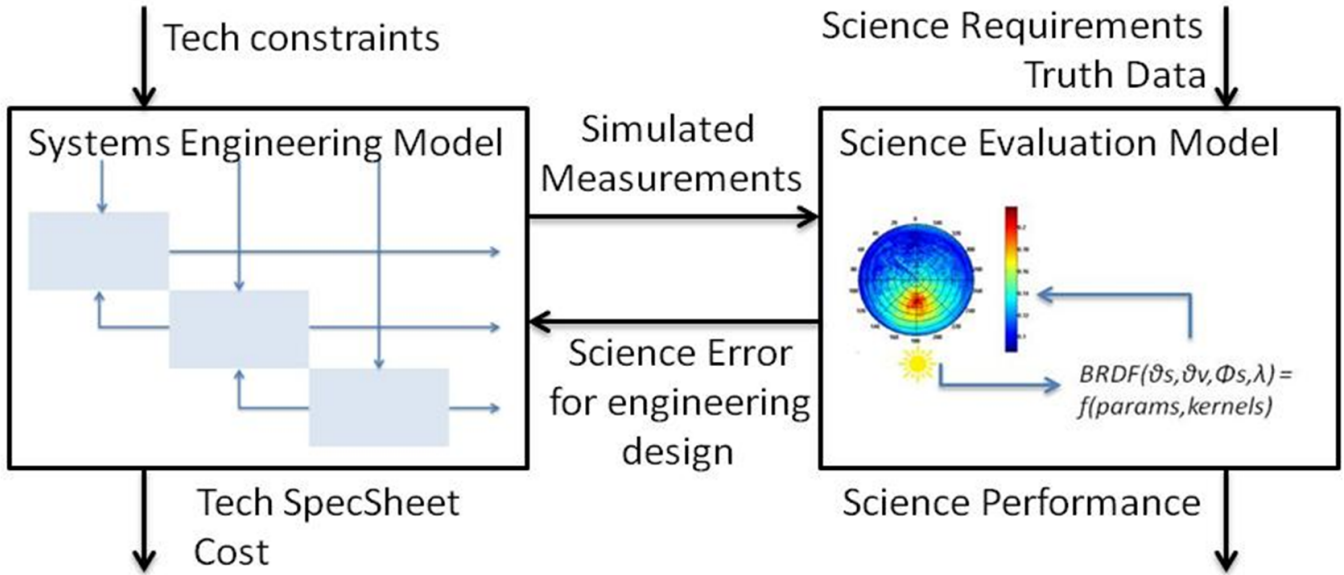 Tech constraints
Science Requirements
Truth Data
Systems Engineering Model
Simulated
Measurements
Science Evaluation Model
Science Error
for engineering
design
BRDF(ϑs,ϑv,Φs,λ) =
f(params,kernels)
Tech SpecSheet
Cost
Science Performance